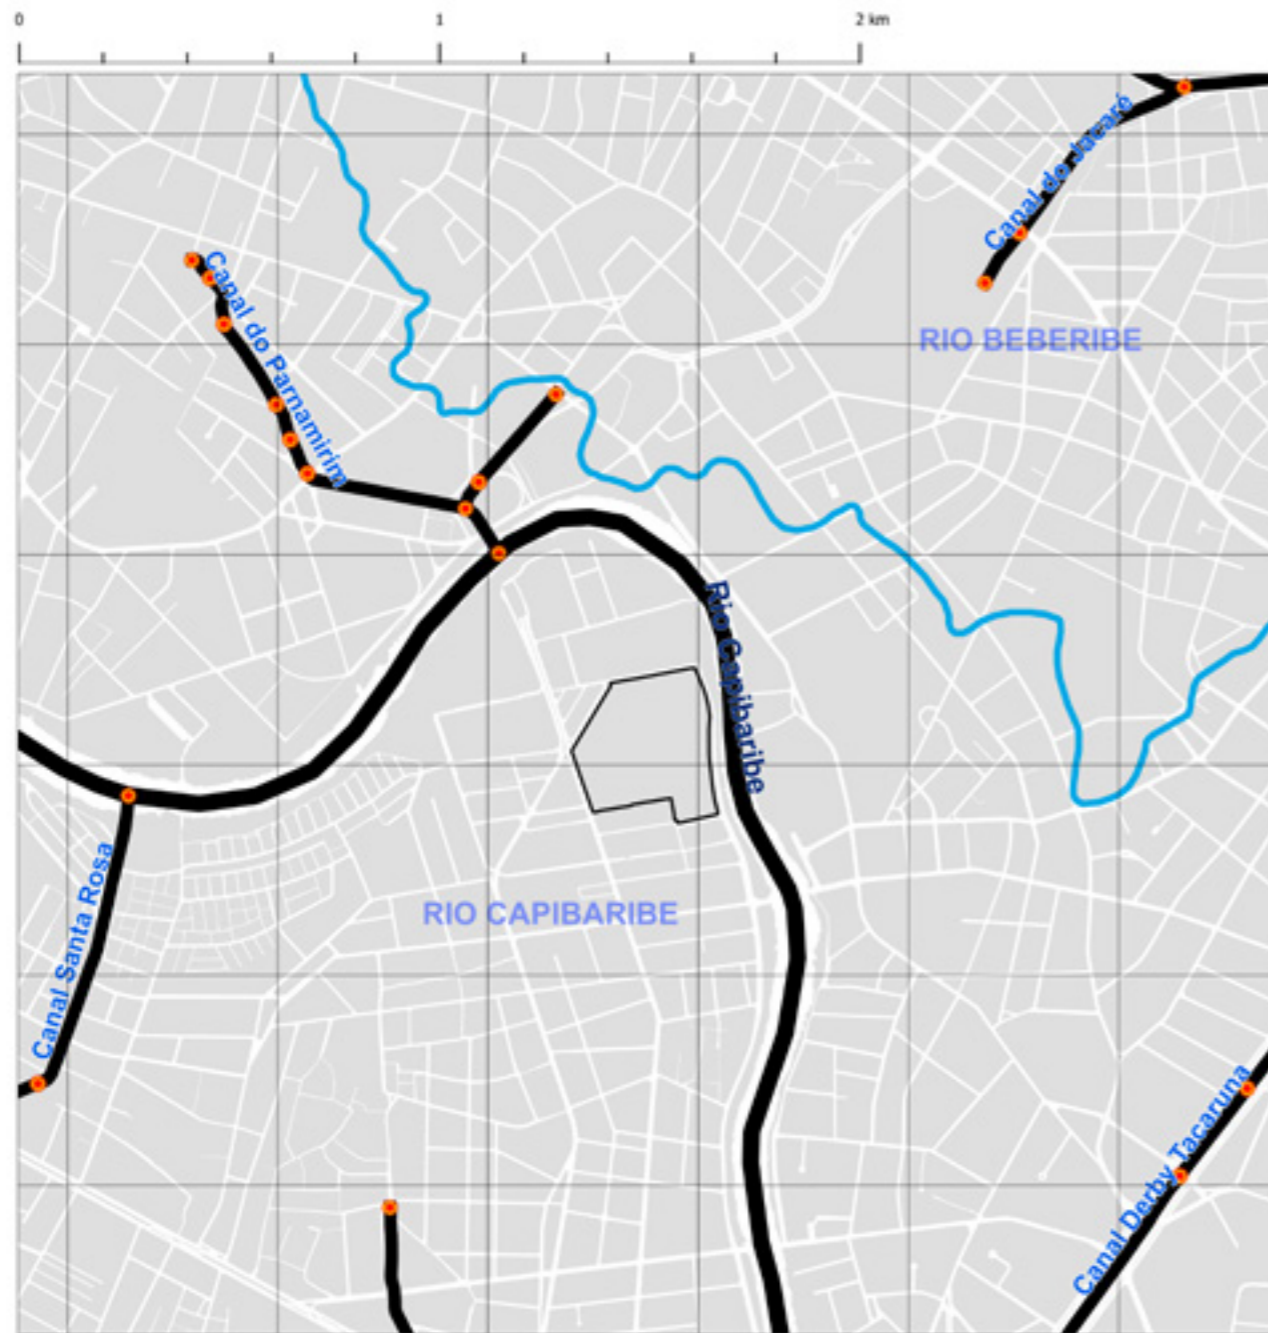 0 1 2 km
Canal do Jacaré
Canal do Parnamirim
RIO BEBERIBE
Rio Capibaribe
Canal Santa Rosa
RIO CAPIBARIBE
Canal Derby Tacaruna